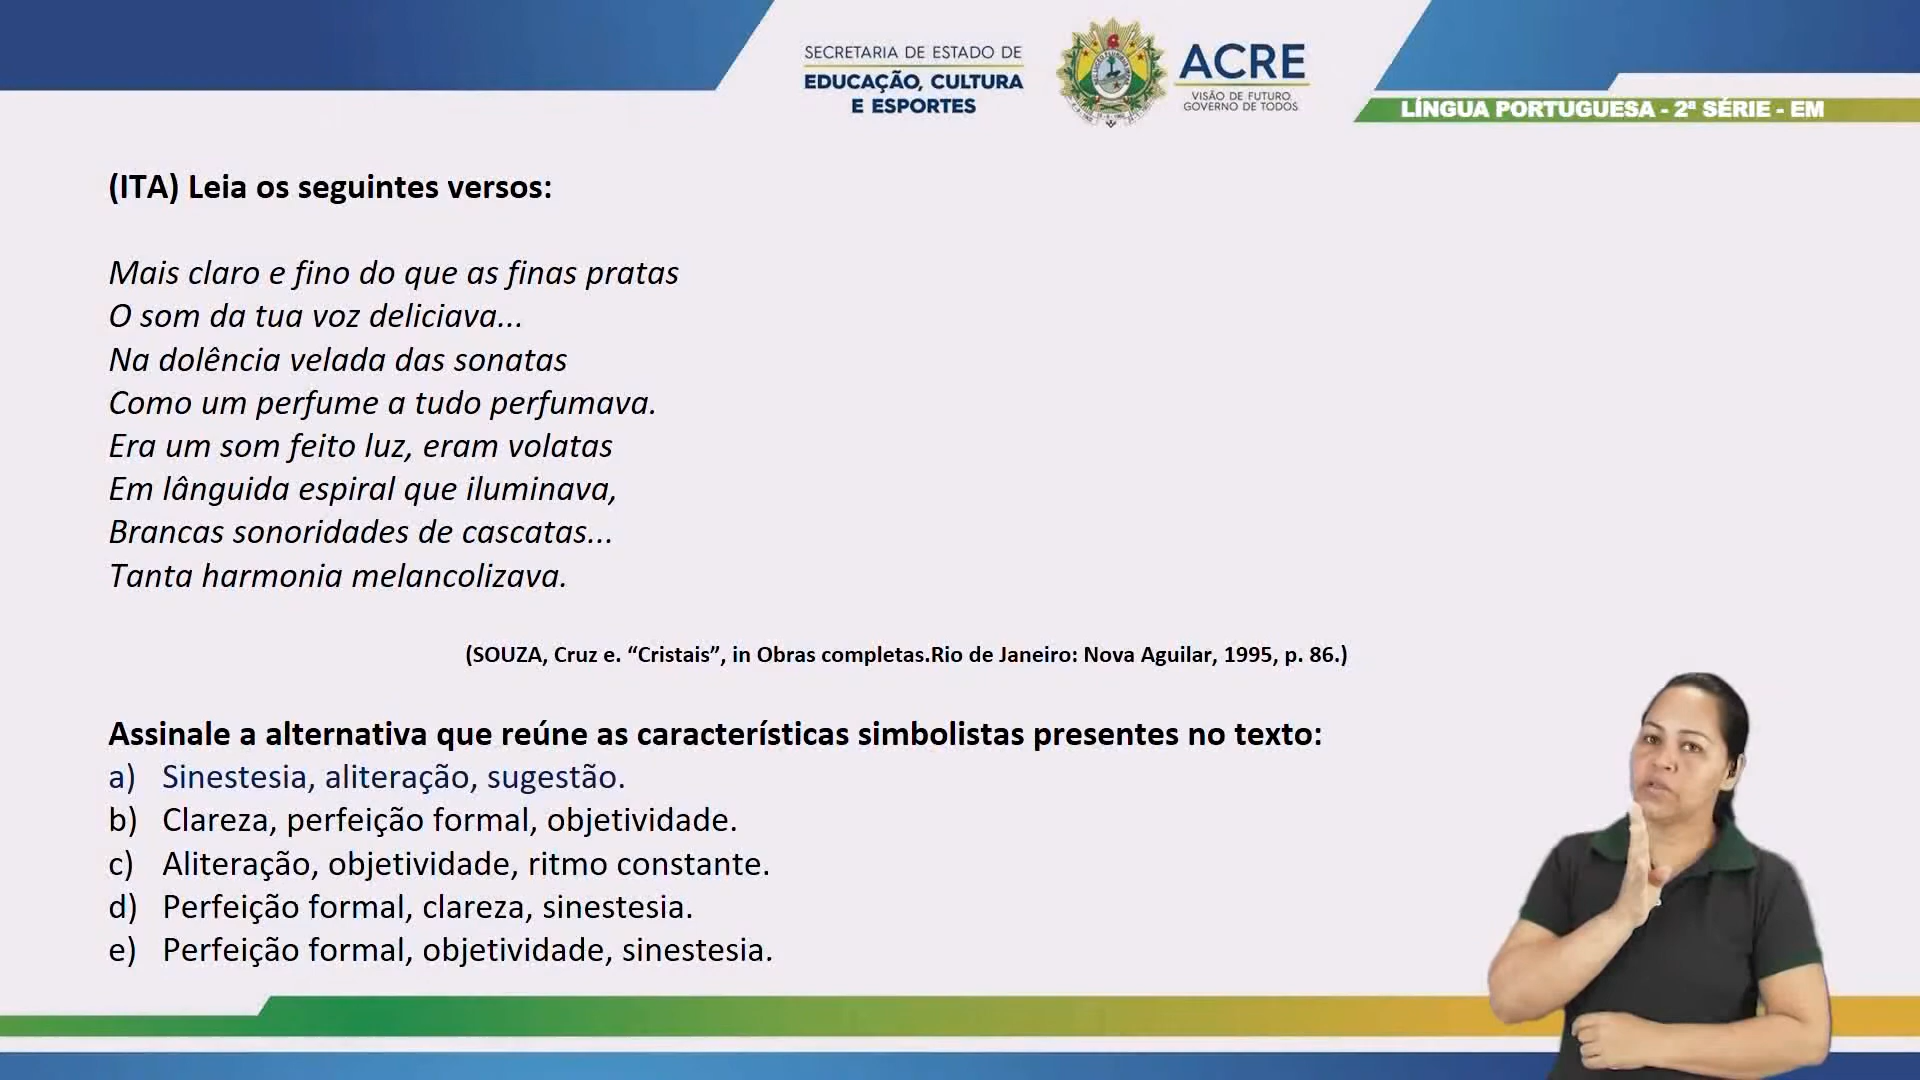 SECRETARIA DE ESTADO DE
EDUCAÇÃO, CULTURA
E ESPORTES
ACRE
VISÃO DE FUTURO
GOVERNO DE TODOS
LÍNGUA PORTUGUESA - 2ª SÉRIE - EM
(ITA) Leia os seguintes versos:
Mais claro e fino do que as finas pratas
O som da tua voz deliciava...
Na dolência velada das sonatas
Como um perfume a tudo perfumava.
Era um som feito luz, eram volatas
Em lânguida espiral que iluminava,
Brancas sonoridades de cascatas...
Tanta harmonia melancolizava.
(SOUZA, Cruz e. “Cristais”, in Obras completas.Rio de Janeiro: Nova Aguilar, 1995, p. 86.)
Assinale a alternativa que reúne as características simbolistas presentes no texto:
a) Sinestesia, aliteração, sugestão.
b) Clareza, perfeição formal, objetividade.
c) Aliteração, objetividade, ritmo constante.
d) Perfeição formal, clareza, sinestesia.
e) Perfeição formal, objetividade, sinestesia.